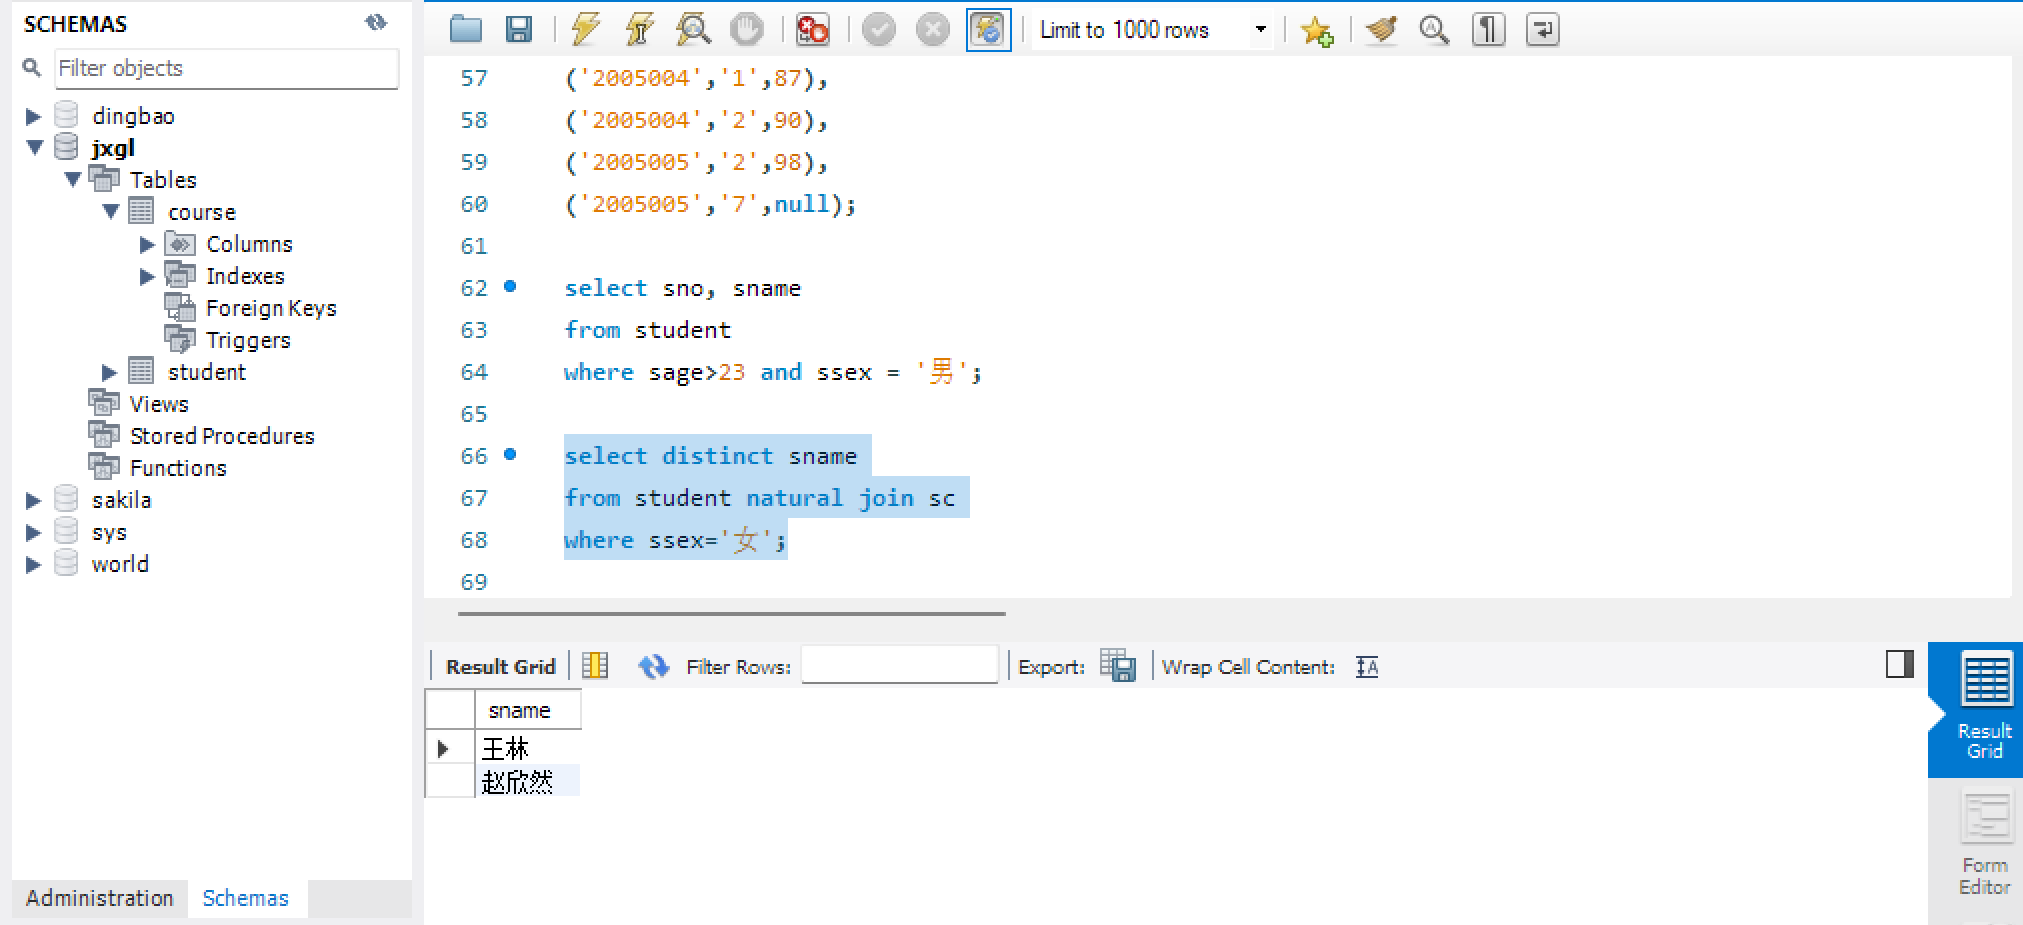 SCHEMAS
Filter objects
dingbao
jxgl
Tables
course
Columns
Indexes
Foreign Keys
Triggers
student
Views
Stored Procedures
Functions
sakila
sys
world
Administration Schemas
Limit to 1000 rows
57 ('2005004','1',87),
58 ('2005004','2',90),
59 ('2005005','2',98),
60 ('2005005','7',null);
61
62 select sno, sname
63 from student
64 where sage>23 and ssex = '男';
65
66 select distinct sname
67 from student natural join sc
68 where ssex='女';
69
Result Grid Filter Rows: Export: Wrap Cell Content:
sname
王林
赵欣然
Result
Grid
Form
Editor